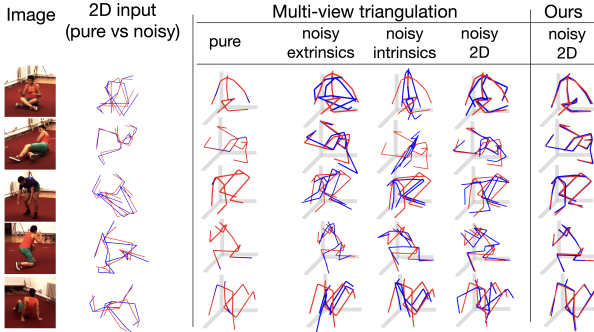 Image
2D input
(pure vs noisy)
Multi-view triangulation
Ours
pure
noisy
extrinsics
noisy
intrinsics
noisy
2D
noisy
2D